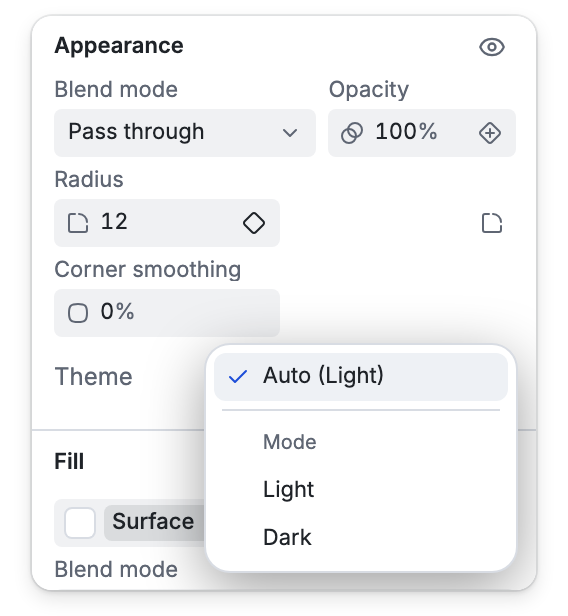 Appearance
Blend mode Opacity
Pass through 100%
Radius
12
Corner smoothing
0%
Theme
Auto (Light)
Mode
Fill
Light
Surface
Dark
Blend mode